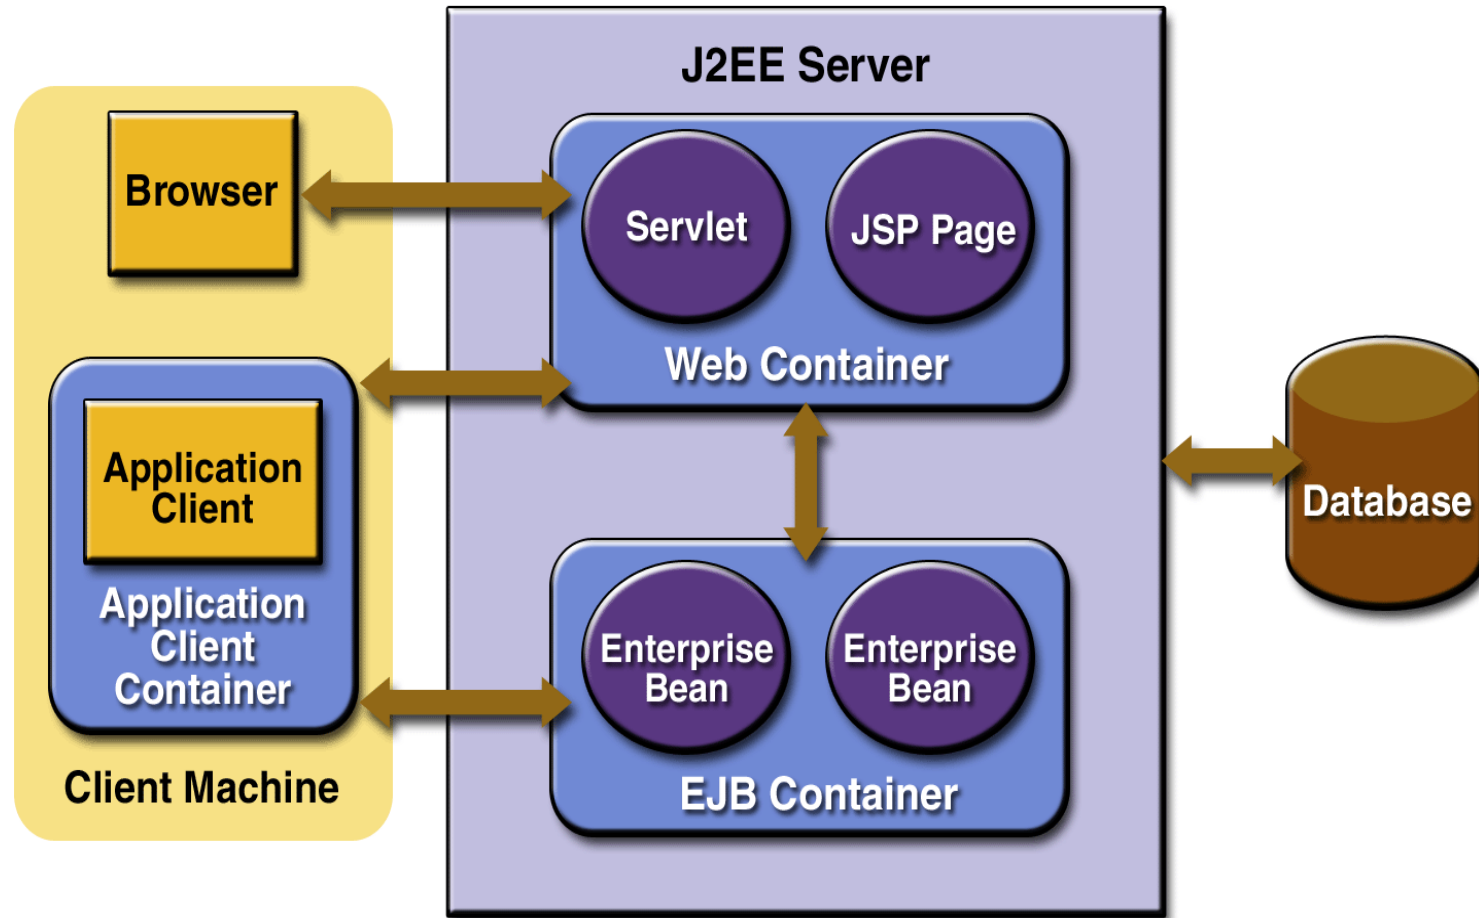 J2EE Server
Browser
Servlet
JSP Page
Web Container
Application
Client
Application
Client
Container
Client Machine
Enterprise
Bean
Enterprise
Bean
EJB Container
Database